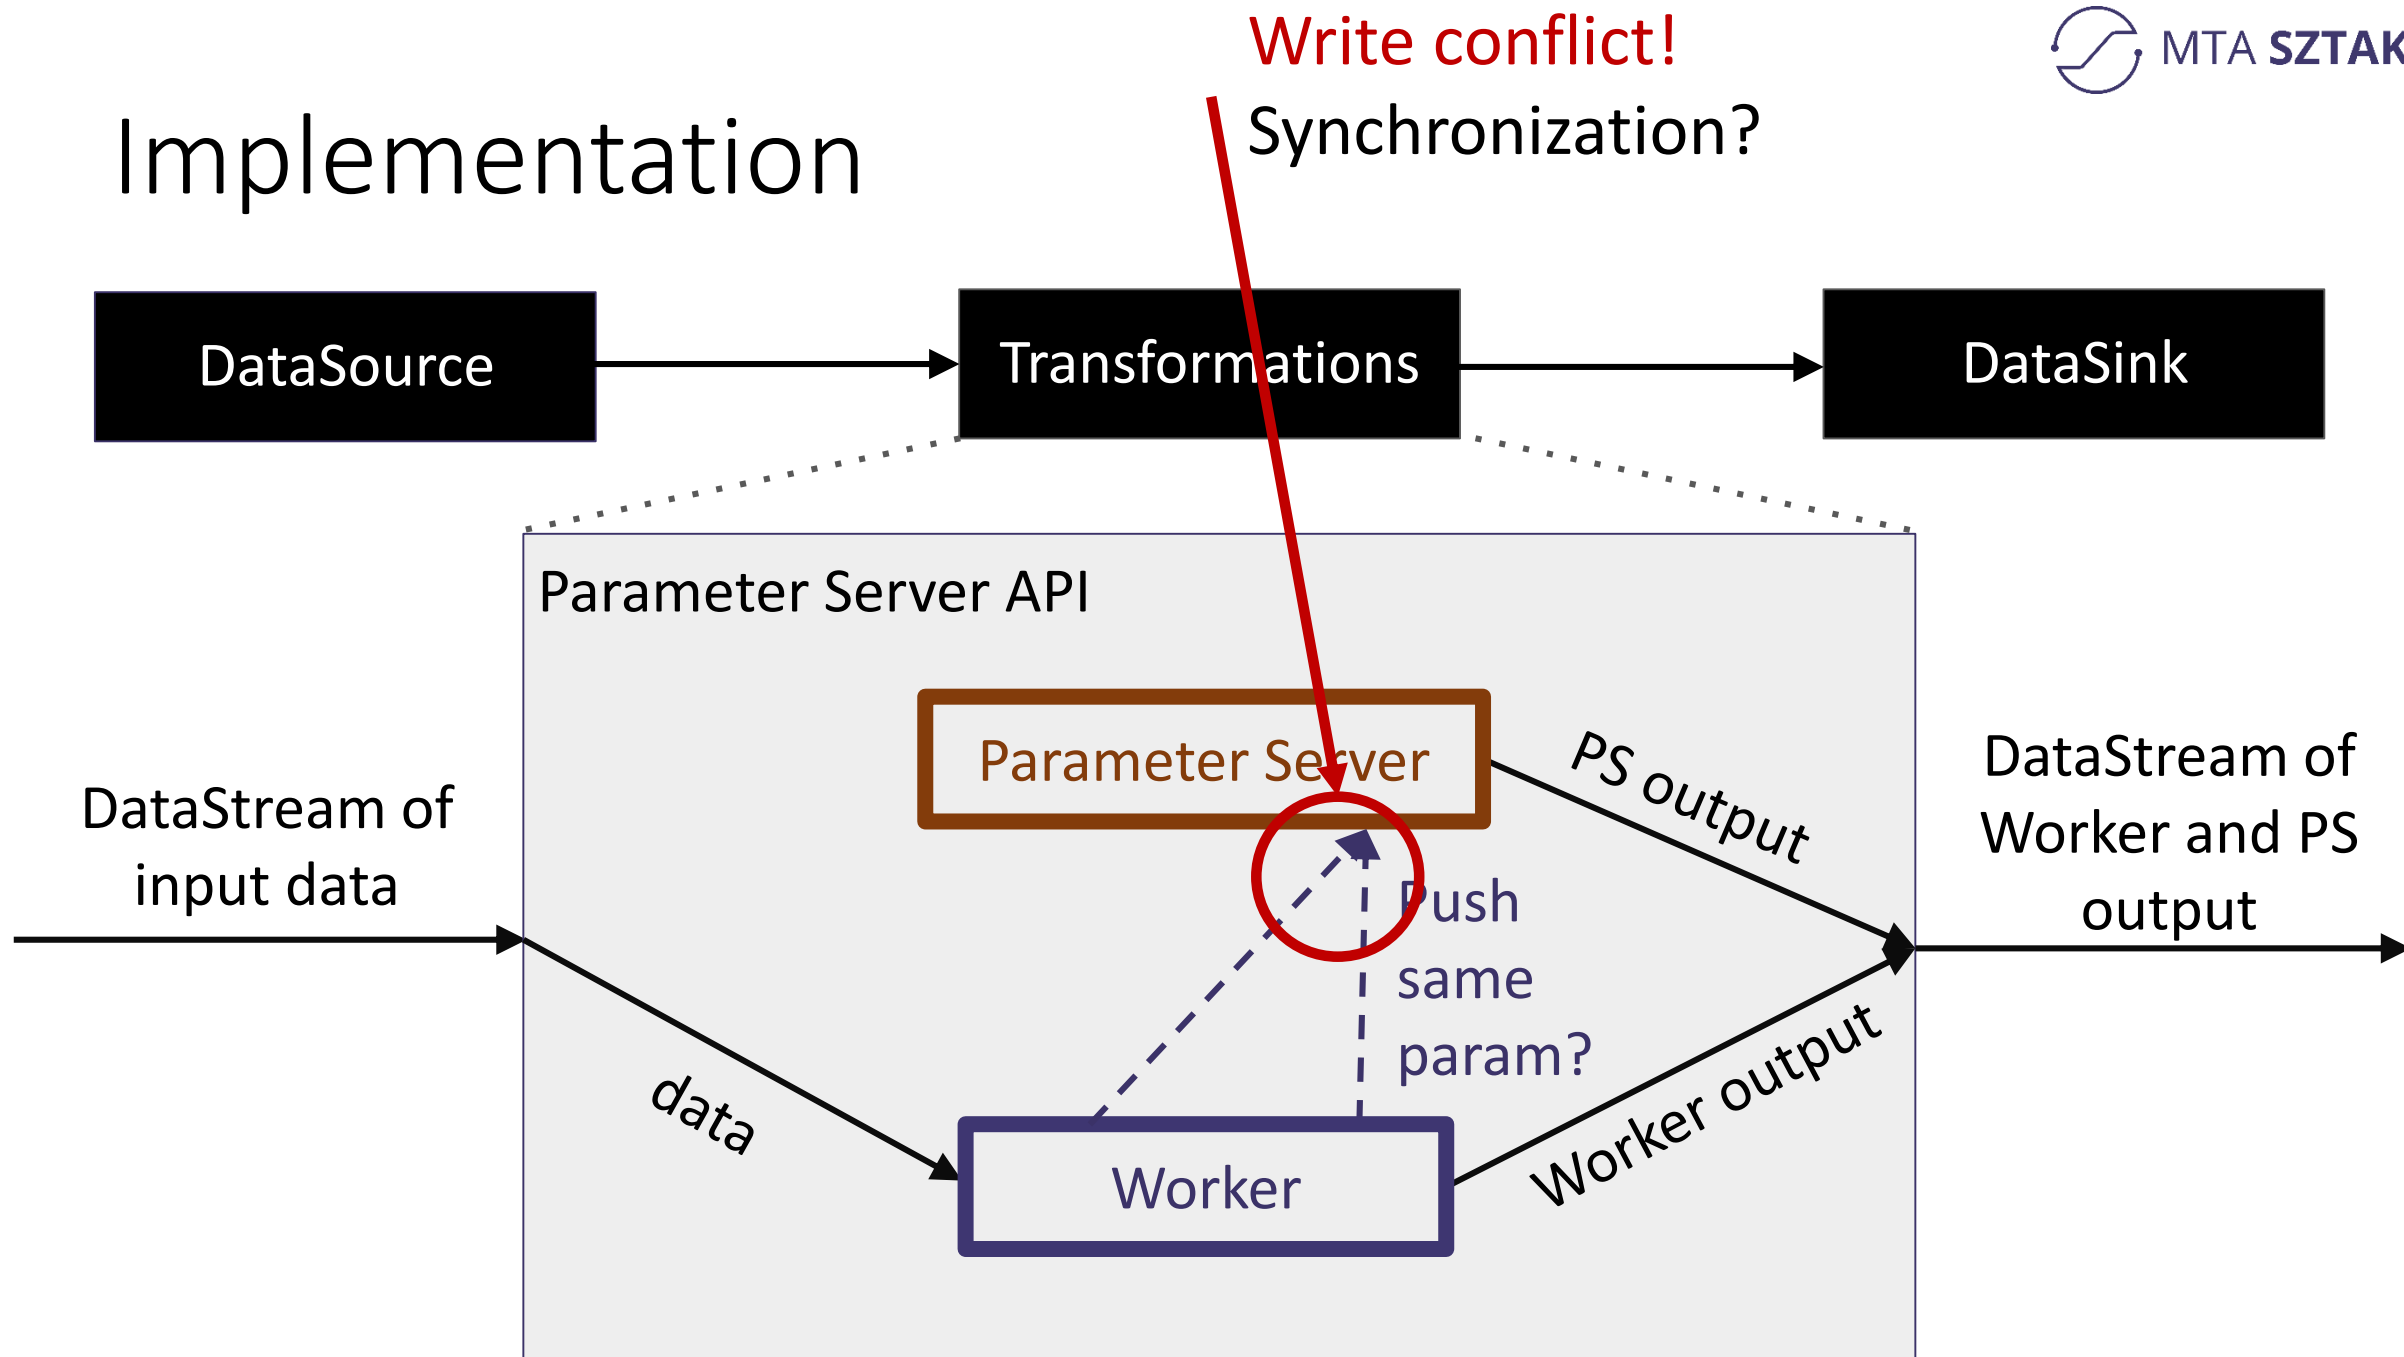 Write conflict!
Synchronization?
MTA SZTAK
Implementation
DataSource
Transformations
DataSink
Parameter Server API
Parameter Server
PS output
DataStream of
Worker and PS
output
DataStream of
input data
Push
same
param?
data
Worker
Worker output